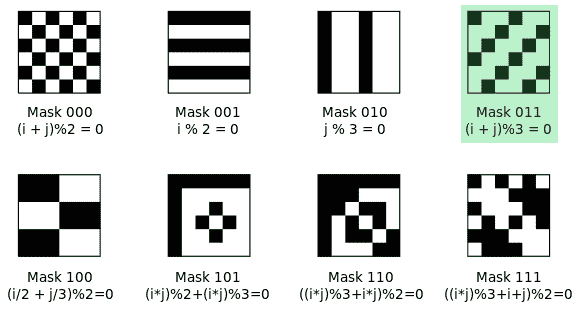 Mask 000
(i + j)%2 = 0
Mask 001
i % 2 = 0
Mask 010
j % 3 = 0
Mask 011
(i + j)%3 = 0
Mask 100
(i/2 + j/3)%2=0
Mask 101
(i*j)%2+(i*j)%3=0
Mask 110
((i*j)%3+i*j)%2=0
Mask 111
((i*j)%3+i+j)%2=0